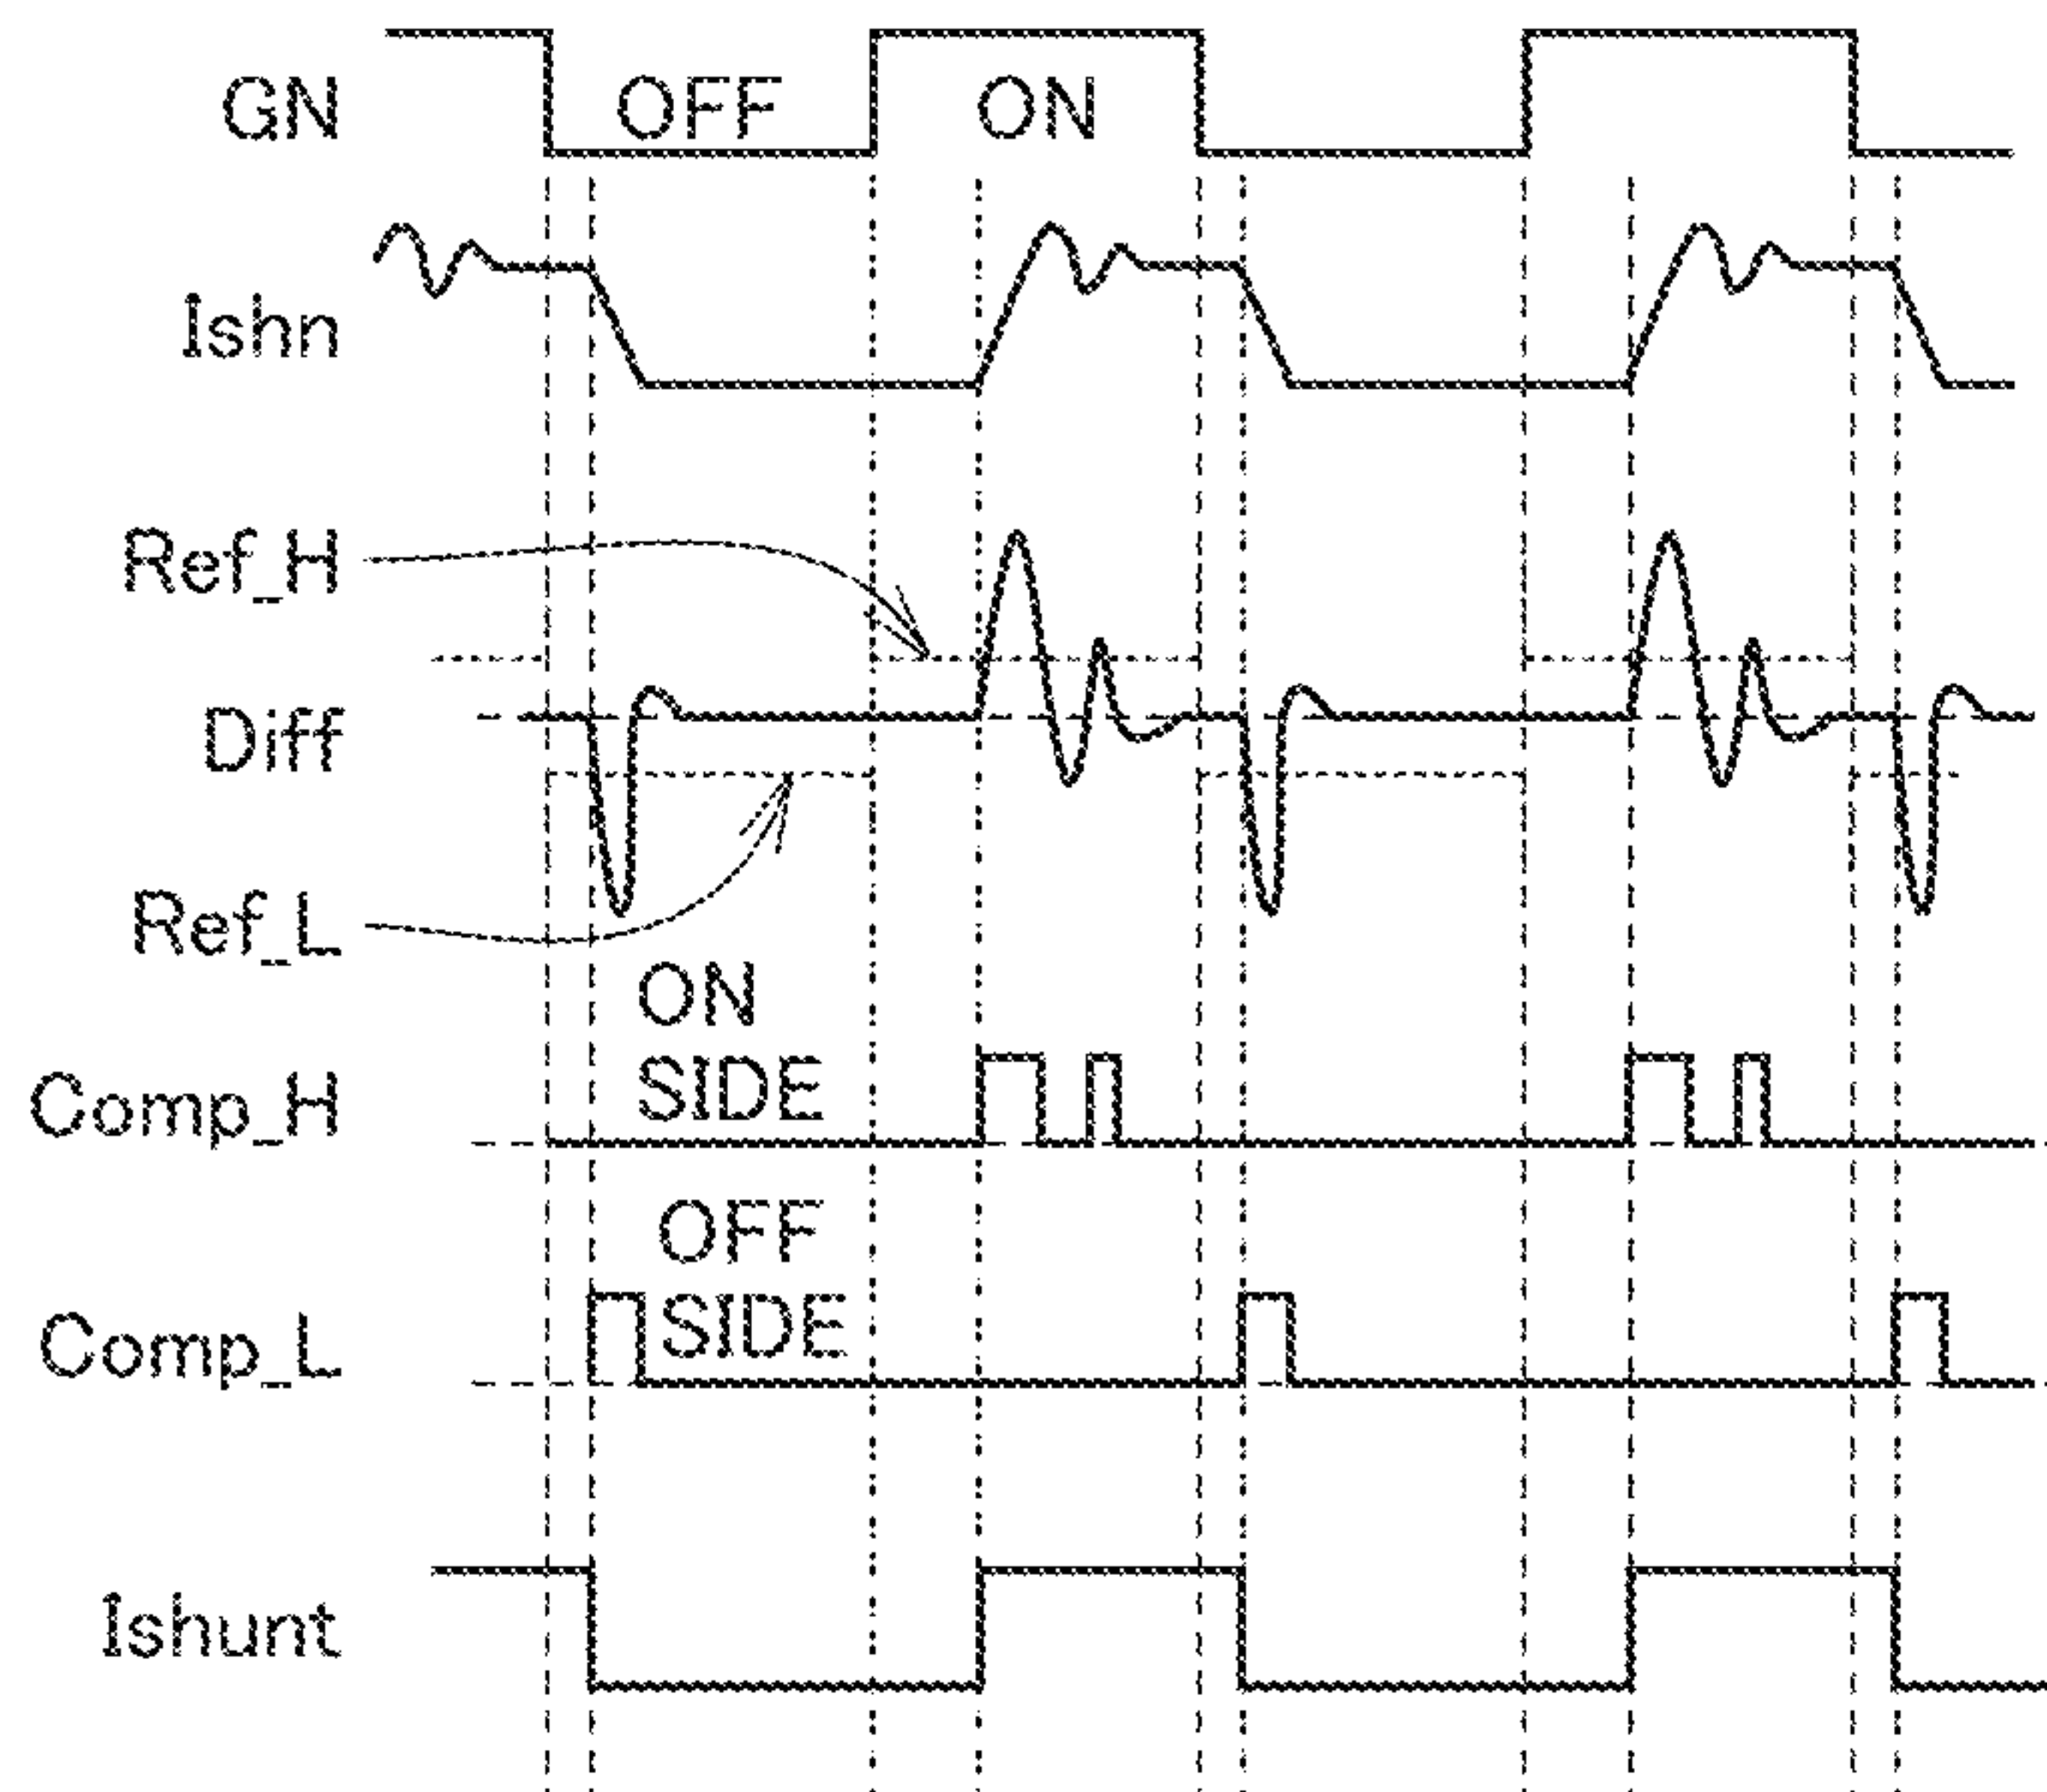 GN
OFF
ON
Ishn
Ref_H
Diff
Ref_L
ON
SIDE
Comp_H
OFF
SIDE
Comp_L
Ishunt